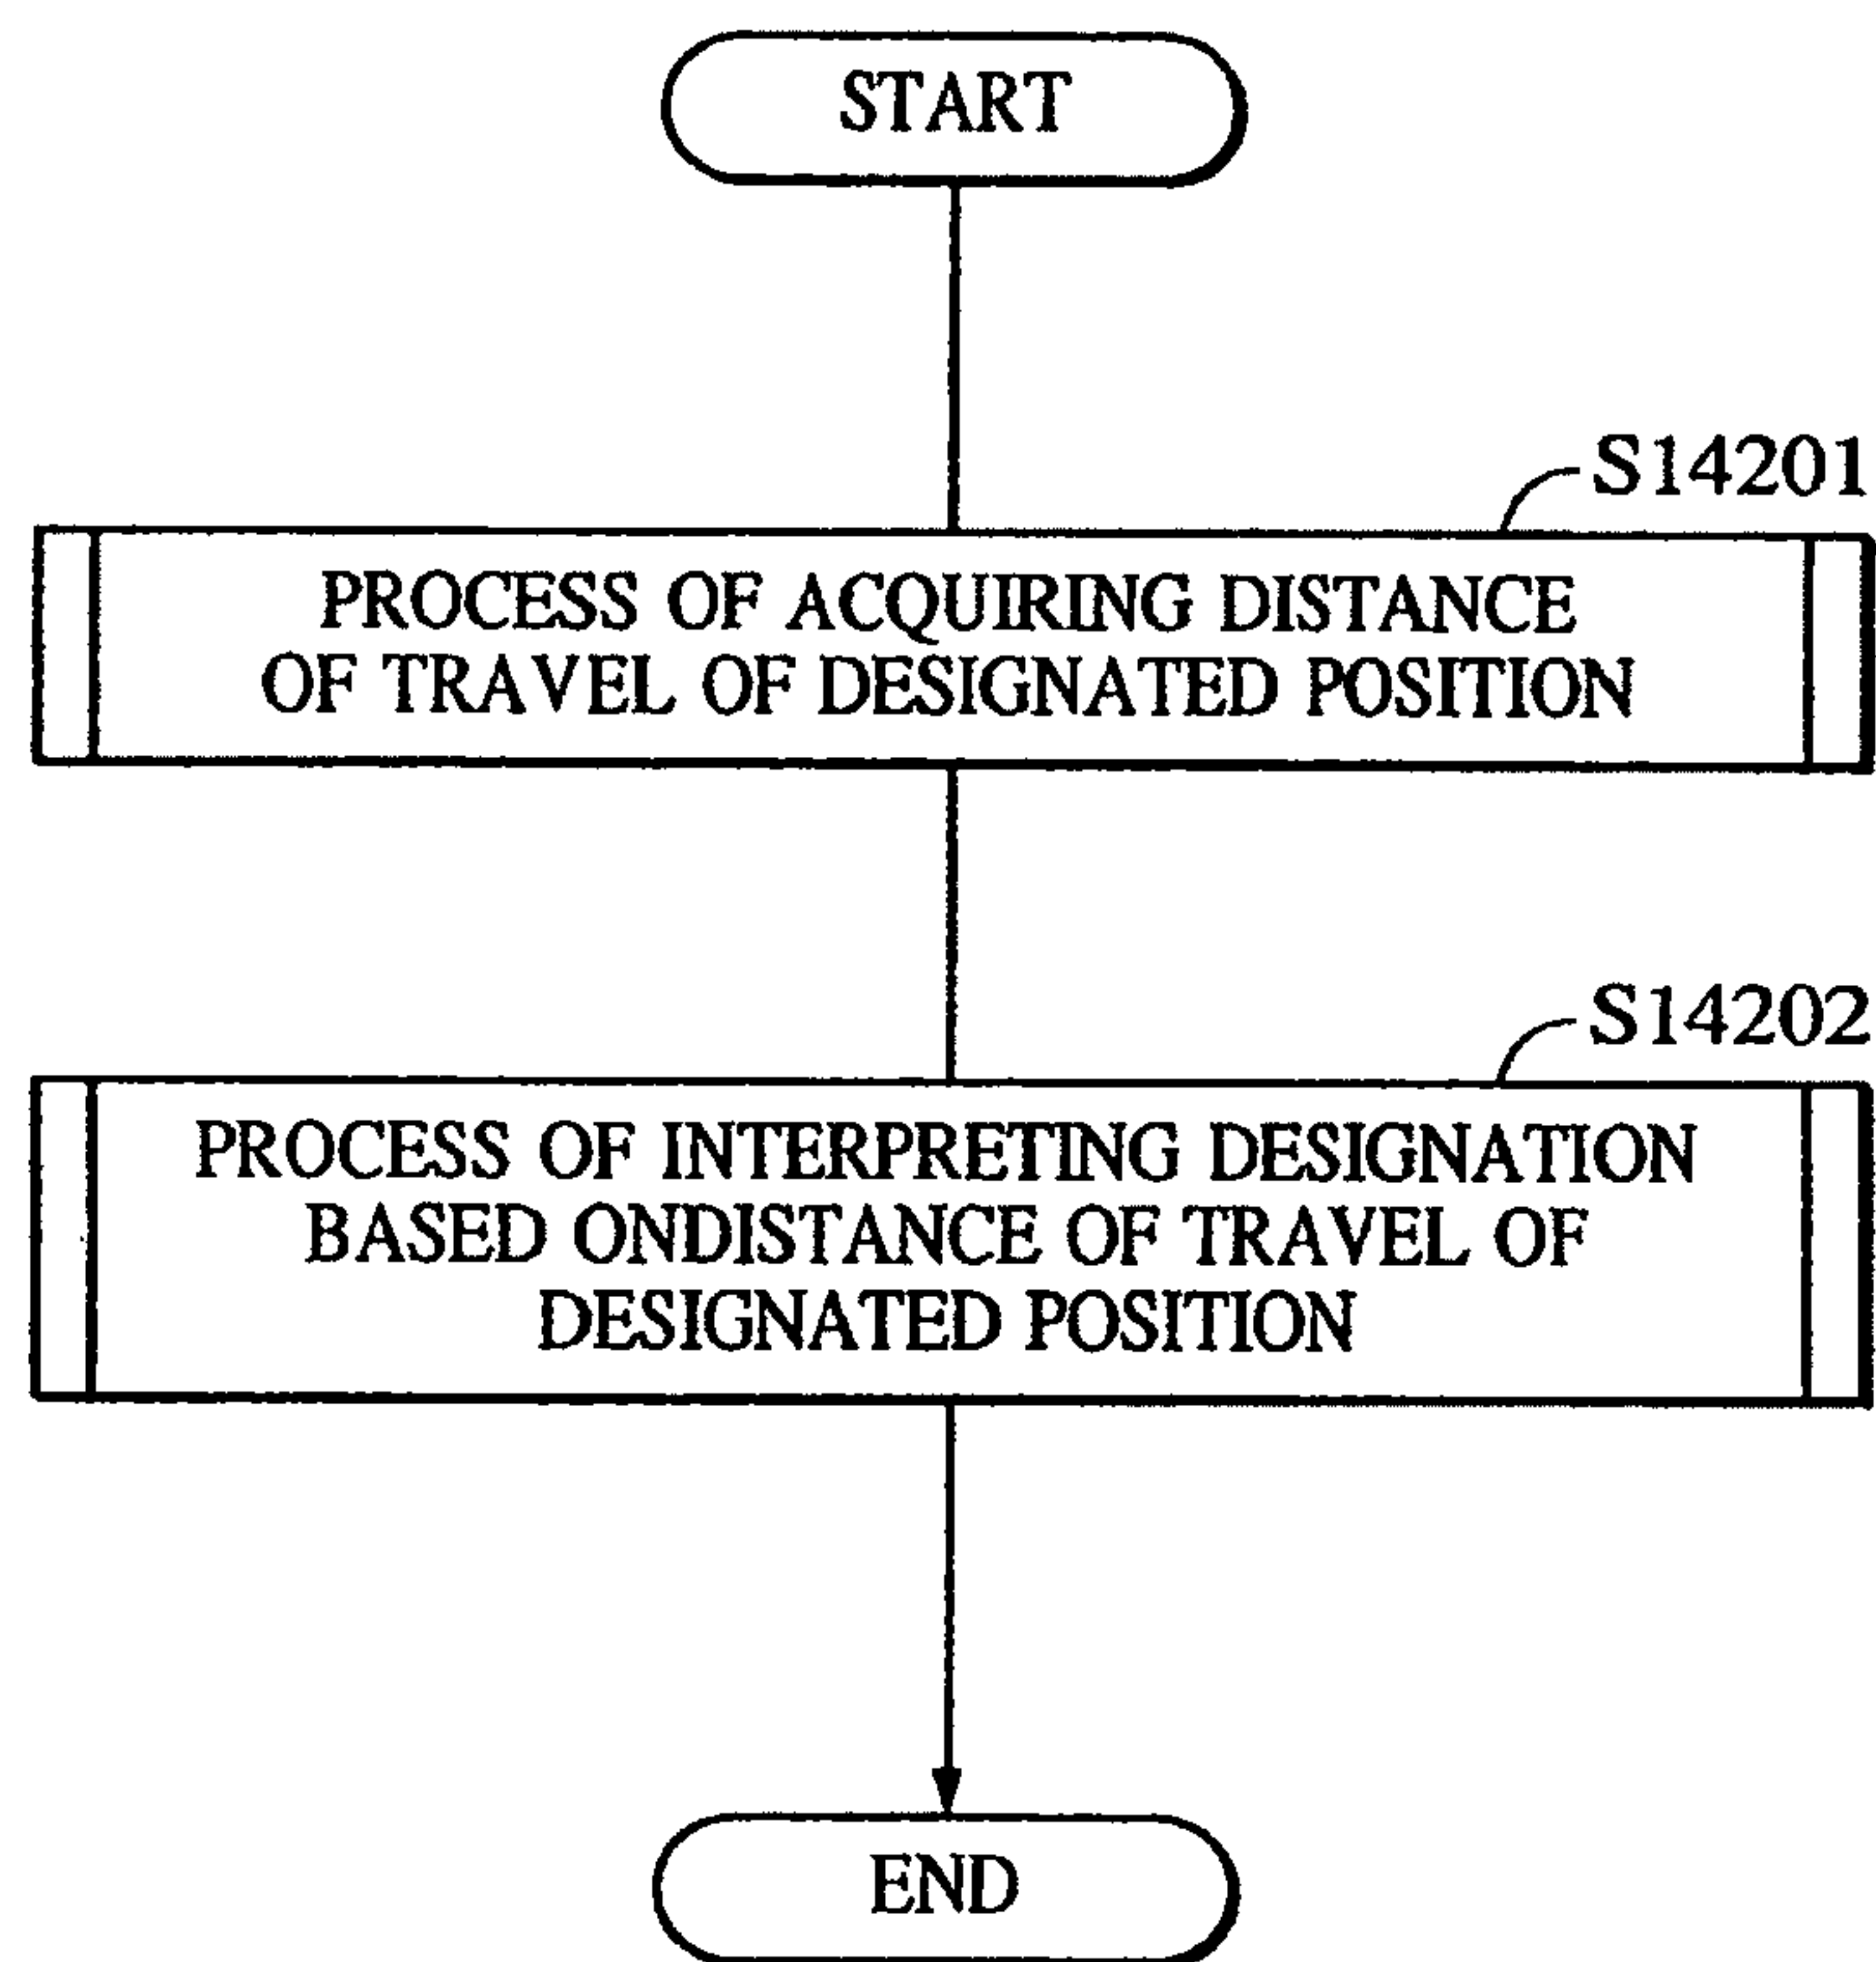 START
S14201
PROCESS OF ACQUIRING DISTANCE
OF TRAVEL OF DESIGNATED POSITION
S14202
PROCESS OF INTERPRETING DESIGNATION
BASED ONDISTANCE OF TRAVEL OF
DESIGNATED POSITION
END